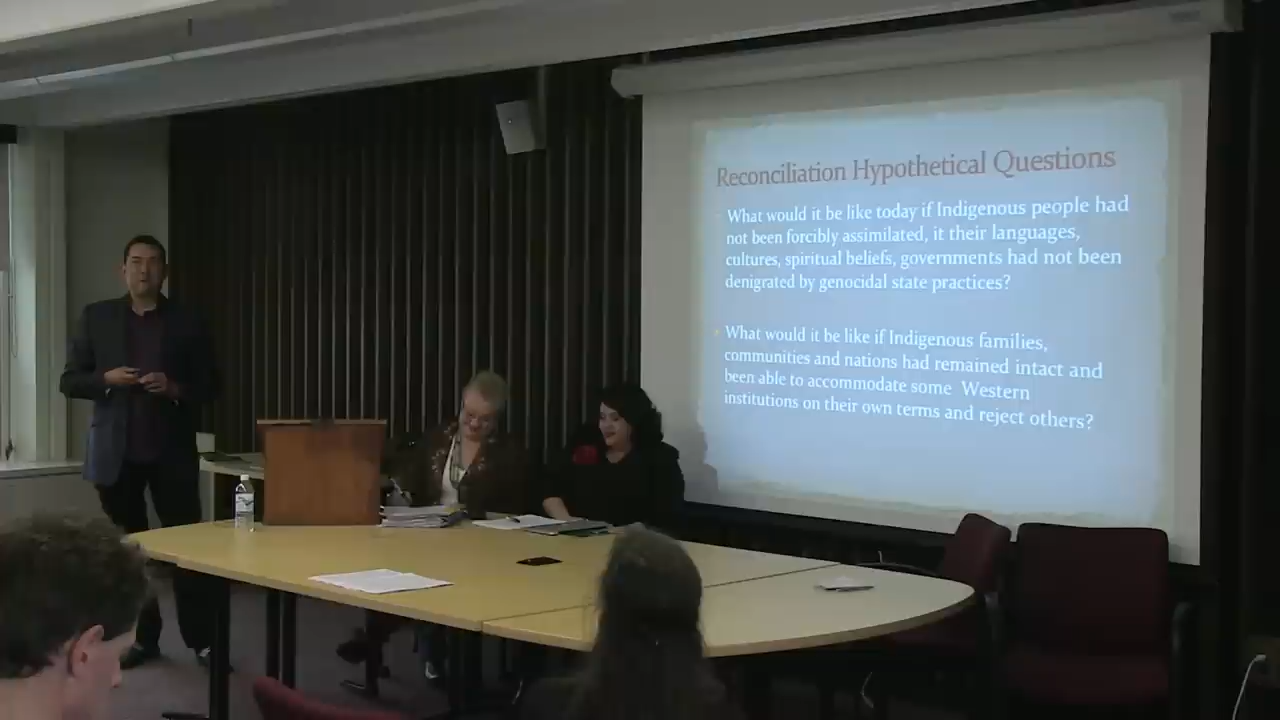 Reconciliation Hypothetical Questions
What would it be like today if Indigenous people had
not been forcibly assimilated, it their languages,
cultures, spiritual beliefs, governments had not been
denigrated by genocidal state practices?
What would it be like if Indigenous families,
communities and nations had remained intact and
been able to accommodate some Western
institutions on their own terms and reject others?